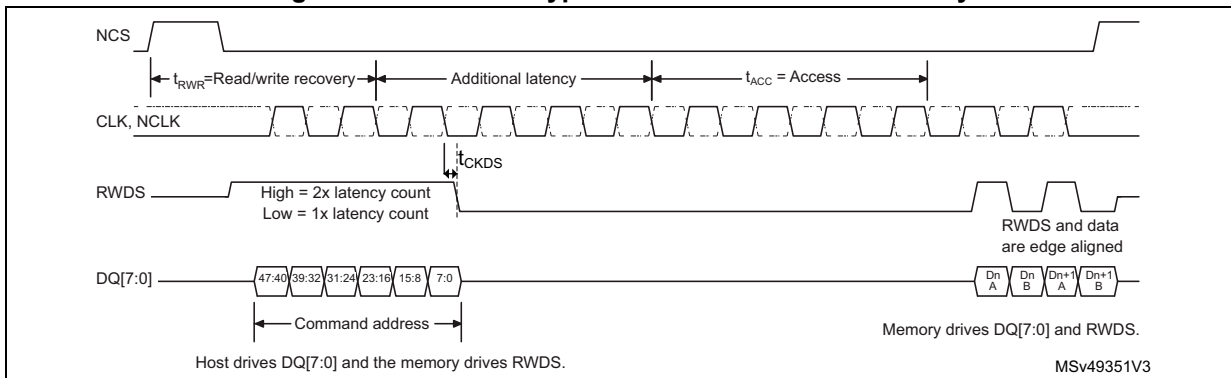 NCS
tRWR=Read/write recovery
Additional latency
tACC = Access
CLK, NCLK
tCKDS
RWDS
High = 2x latency count
Low = 1x latency count
RWDS and data
are edge aligned
DQ[7:0]
47:40 39:32 31:24 23:16 15:8 7:0
Dn A Dn B Dn+1 A Dn+1 B
Command address
Memory drives DQ[7:0] and RWDS.
Host drives DQ[7:0] and the memory drives RWDS.
MSv49351V3